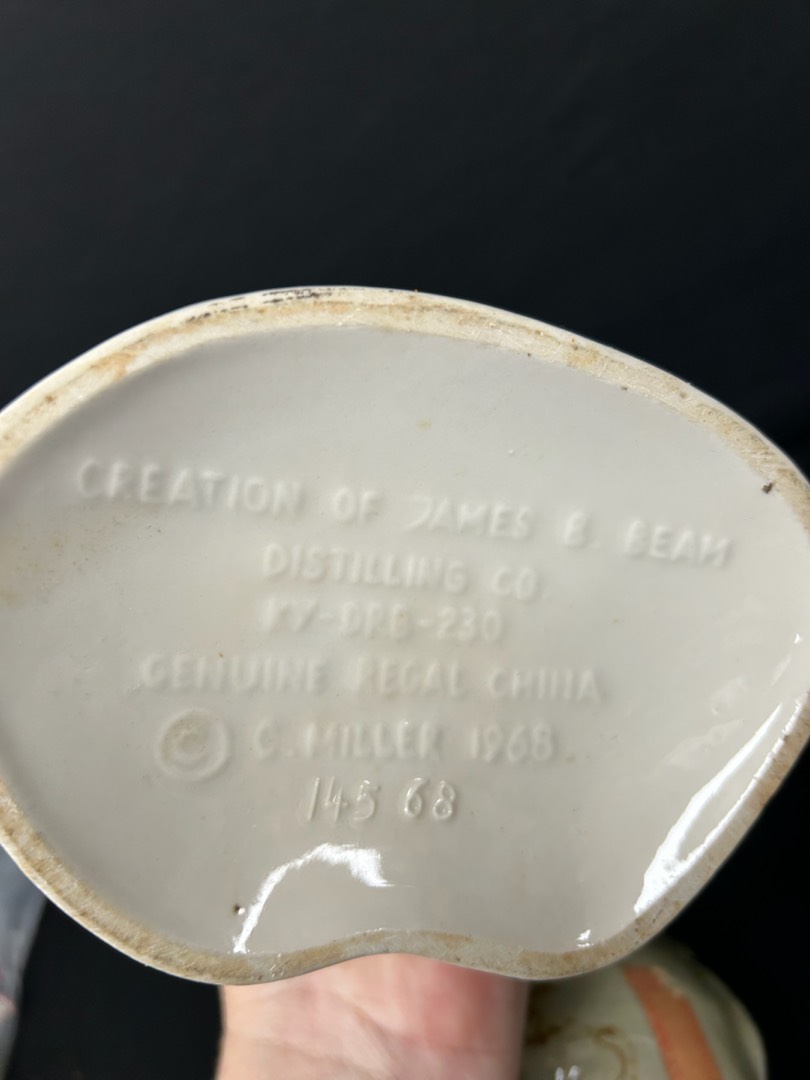 CREATION OF JAMES B. BEAM
DISTILLING CO.
KY-DRB-230
GENUINE REGAL CHINA
© C. MILLER 1968
145 68